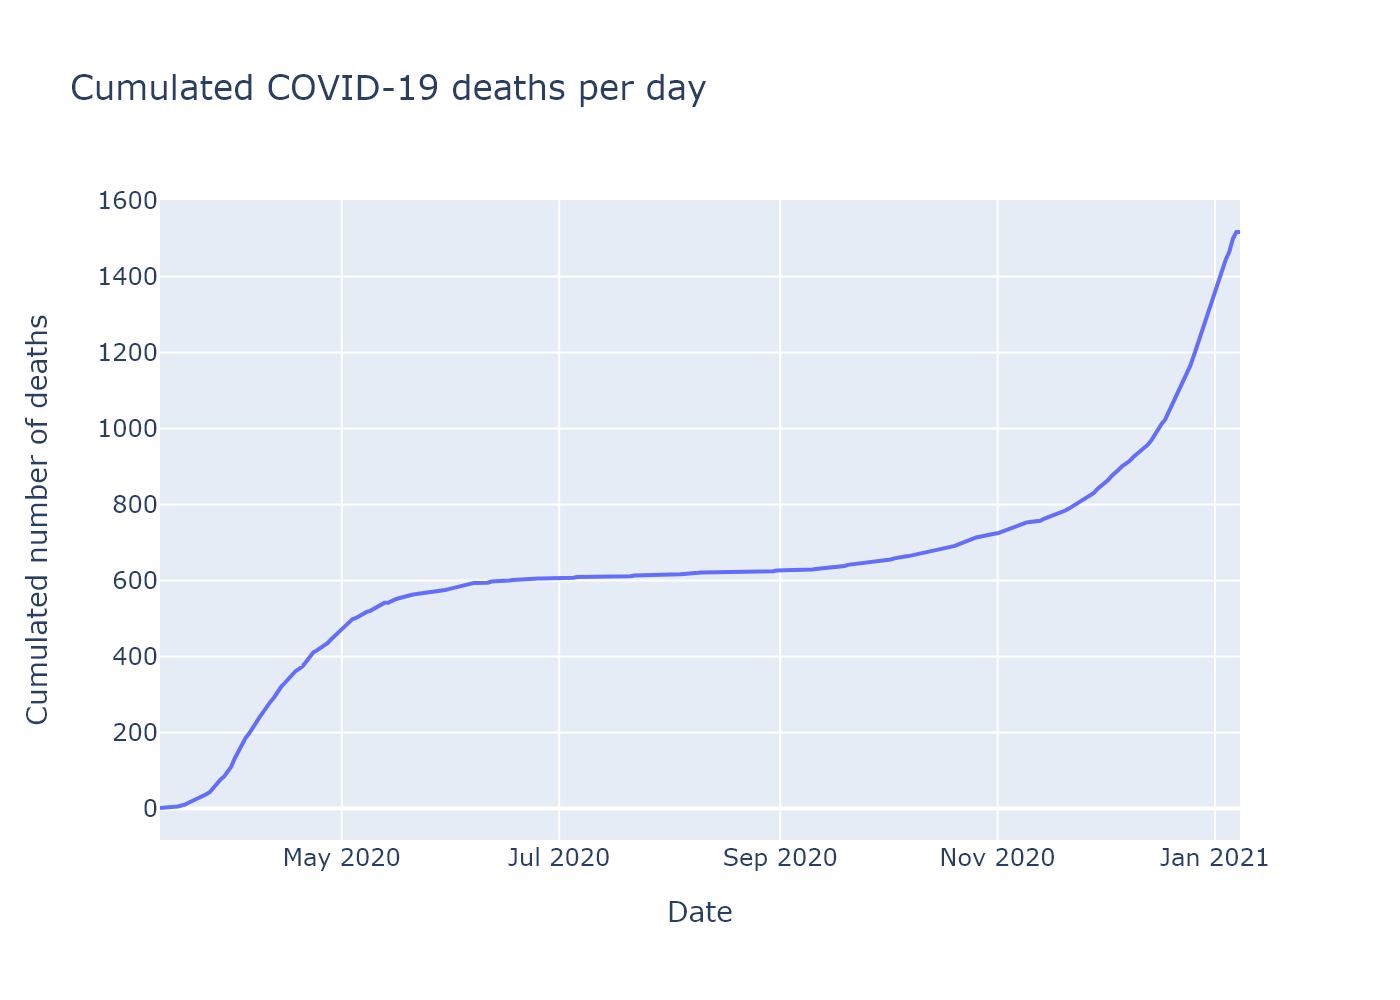 Cumulated COVID-19 deaths per day
1600
1400
1200
1000
800
600
400
200
0
Cumulated number of deaths
May 2020
Jul 2020
Sep 2020
Nov 2020
Jan 2021
Date